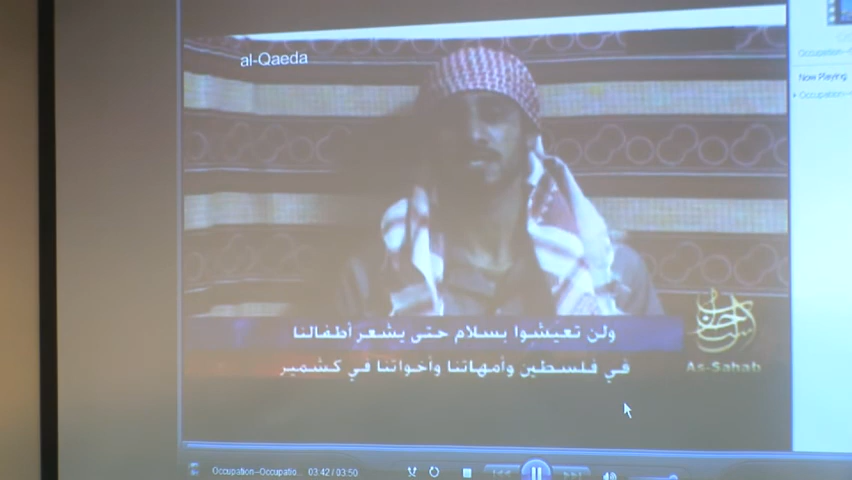 al-Qaeda
Now Playing
ولن تعيشوا بسلام حتى يشعر أطفالنا
في فلسطين وأمهاتنا وأخواتنا في كشمير
السحاب
As-Sahab
Occupation--Occupatio... 03:42 / 03:50